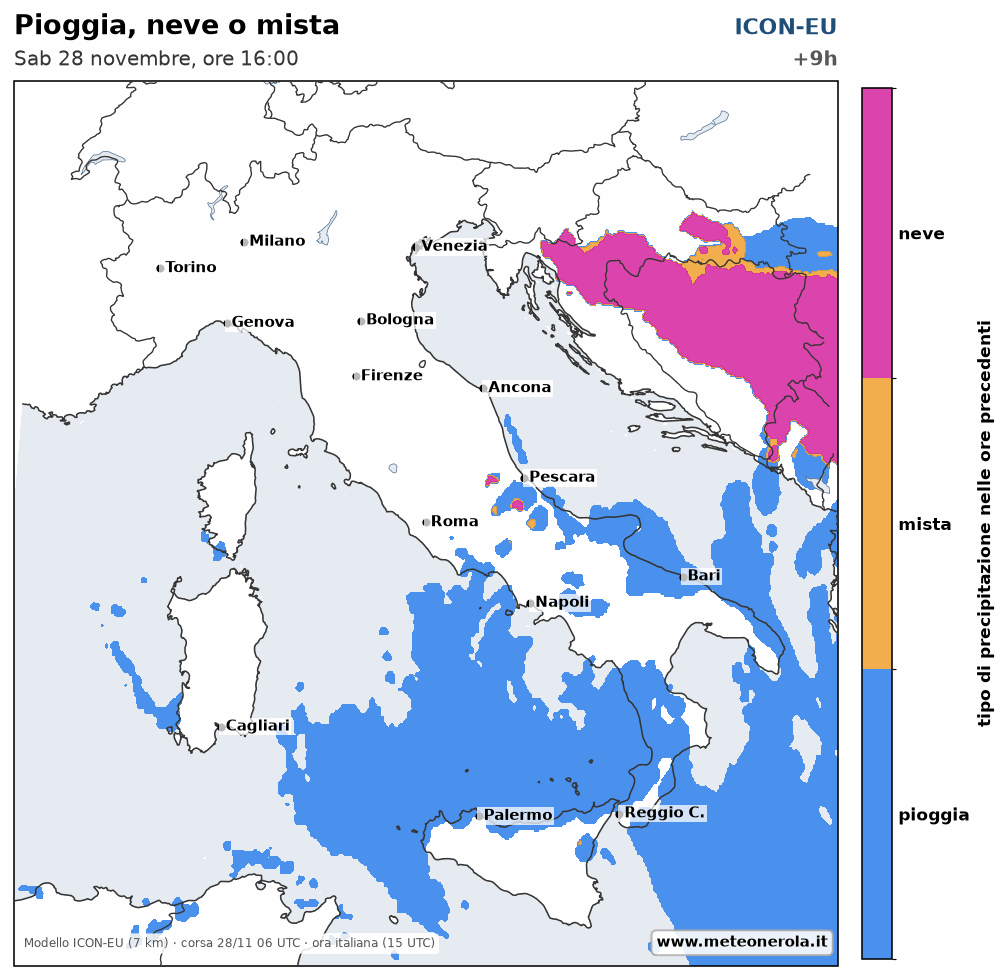 Pioggia, neve o mista
ICON-EU
Sab 28 novembre, ore 16:00
+9h
neve
mista
pioggia
tipo di precipitazione nelle ore precedenti
Milano
Venezia
Torino
Genova
Bologna
Firenze
Ancona
Pescara
Roma
Bari
Napoli
Cagliari
Palermo
Reggio C.
Modello ICON-EU (7 km) · corsa 28/11 06 UTC · ora italiana (15 UTC)
www.meteonerola.it